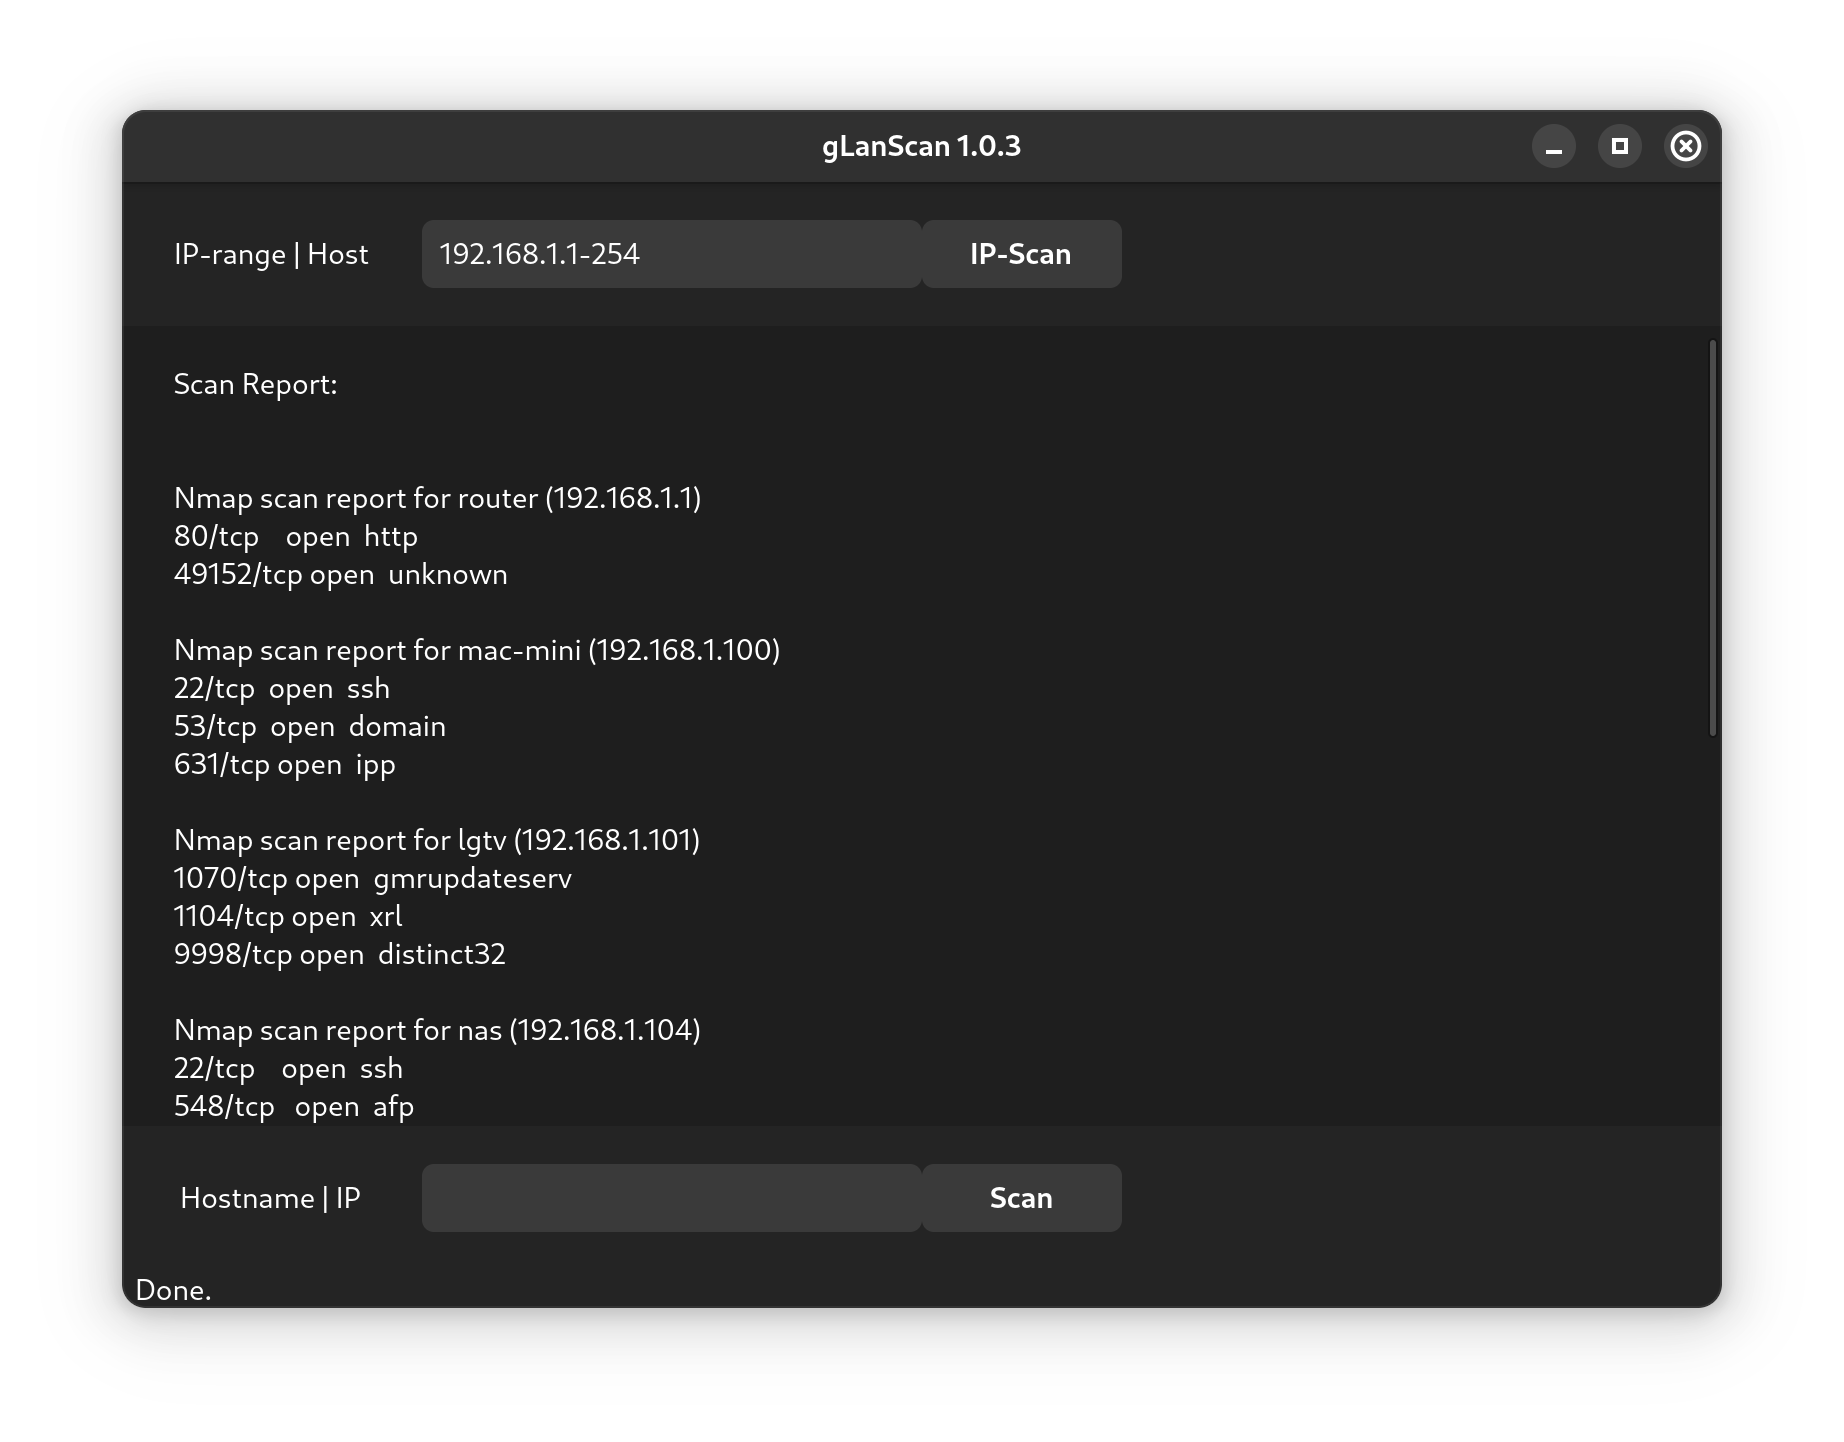 gLanScan 1.0.3
IP-range | Host
192.168.1.1-254
IP-Scan
Scan Report:
Nmap scan report for router (192.168.1.1)
80/tcp    open  http
49152/tcp open  unknown
Nmap scan report for mac-mini (192.168.1.100)
22/tcp  open  ssh
53/tcp  open  domain
631/tcp open  ipp
Nmap scan report for lgtv (192.168.1.101)
1070/tcp open  gmrupdateserv
1104/tcp open  xrl
9998/tcp open  distinct32
Nmap scan report for nas (192.168.1.104)
22/tcp    open  ssh
548/tcp   open  afp
Hostname | IP
Scan
Done.